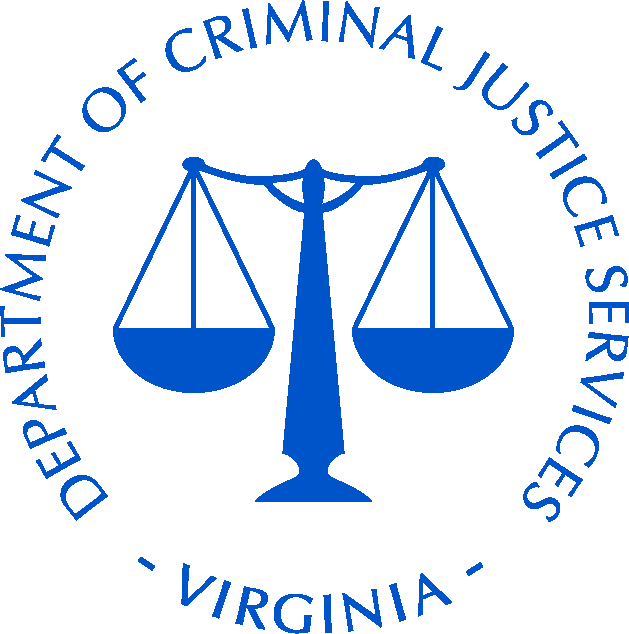 DEPARTMENT OF CRIMINAL JUSTICE SERVICES
- VIRGINIA -